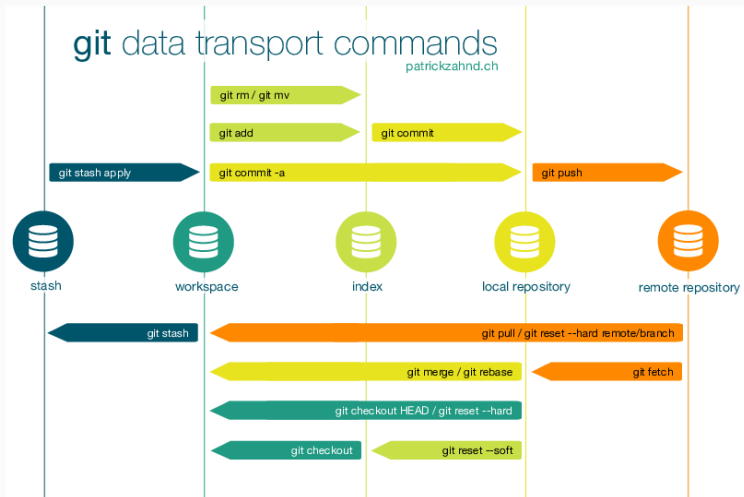 git data transport commands
patrickzahnd.ch
git rm / git mv
git add
git commit
git stash apply
git commit -a
git push
stash
workspace
index
local repository
remote repository
git stash
git pull / git reset --hard remote/branch
git merge / git rebase
git fetch
git checkout HEAD / git reset --hard
git checkout
git reset --soft